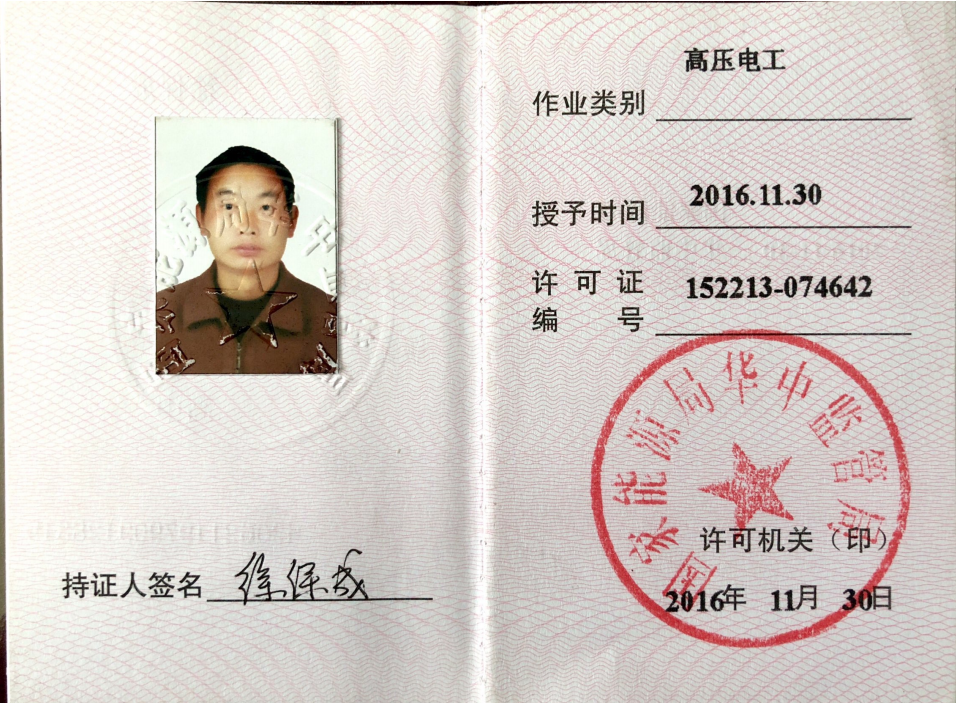 持证人签名 徐保成
高压电工
作业类别
授予时间 2016.11.30
许可证
编号 152213-074642
国家能源局华中监管局
许可机关（印）
2016年 11月 30日